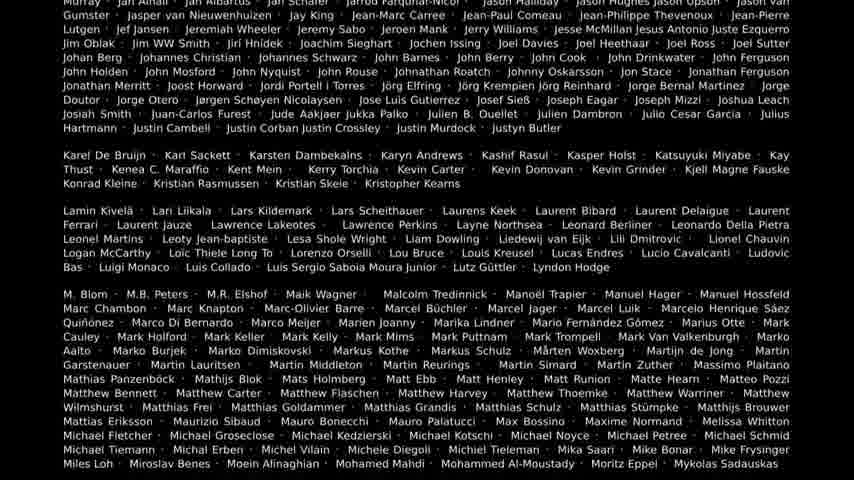 Murray · Jan Ainali · Jan Albartus · Jan Schäfer · Jarrod Farquhar-Nicol · Jason Halliday · Jason Hughes Jason Opson · Jason van
Gumster · Jasper van Nieuwenhuizen · Jay King · Jean-Marc Carree · Jean-Paul Comeau · Jean-Philippe Thevenoux · Jean-Pierre
Lutgen · Jef Jansen · Jeremiah Wheeler · Jeremy Sabo · Jeroen Mank · Jerry Williams · Jesse McMillan Jesus Antonio Juste Ezquerro
Jim Oblak · Jim WW Smith · Jiri Hnídek · Joachim Sieghart · Jochen Issing · Joel Davies · Joel Heethaar · Joel Ross · Joel Sutter
Johan Berg · Johannes Christian · Johannes Schwarz · John Barnes · John Berry · John Cook · John Drinkwater · John Ferguson
John Holden · John Mosford · John Nyquist · John Rouse · Johnathan Roatch · Johnny Oskarsson · Jon Stace · Jonathan Ferguson
Jonathan Merritt · Joost Horward · Jordi Portell i Torres · Jörg Elfring · Jörg Krempien Jörg Reinhard · Jorge Bernal Martinez · Jorge
Doutor · Jorge Otero · Jørgen Schøyen Nicolaysen · Jose Luis Gutierrez · Josef Sieß · Joseph Eagar · Joseph Mizzi · Joshua Leach
Josiah Smith · Juan-Carlos Furest · Jude Aakjaer Jukka Palko · Julien B. Ouellet · Julien Dambron · Julio Cesar Garcia · Julius
Hartmann · Justin Cambell · Justin Corban Justin Crossley · Justin Murdock · Justyn Butler
Karel De Bruijn · Karl Sackett · Karsten Dambekalns · Karyn Andrews · Kashif Rasul · Kasper Holst · Katsuyuki Miyabe · Kay
Thust · Kenea C. Maraffio · Kent Mein · Kerry Torchia · Kevin Carter · Kevin Donovan · Kevin Grinder · Kjell Magne Fauske
Konrad Kleine · Kristian Rasmussen · Kristian Skele · Kristopher Kearns
Lamin Kivelä · Lari Liikala · Lars Kildemark · Lars Scheithauer · Laurens Keek · Laurent Bibard · Laurent Delaigue · Laurent
Ferrari · Laurent Jauze · Lawrence Lakeotes · Lawrence Perkins · Layne Northsea · Leonard Berliner · Leonardo Della Pietra
Leonel Martins · Leoty Jean-baptiste · Lesa Shole Wright · Liam Dowling · Liedewij van Eijk · Lili Dmitrovic · Lionel Chauvin
Logan McCarthy · Loïc Thiele Long To · Lorenzo Orselli · Lou Bruce · Louis Kreusel · Lucas Endres · Lucio Cavalcanti · Ludovic
Bas · Luigi Monaco · Luis Collado · Luis Sergio Saboia Moura Junior · Lutz Güttler · Lyndon Hodge
M. Blom · M.B. Peters · M.R. Elshof · Maik Wagner · Malcolm Tredinnick · Manoël Trapier · Manuel Hager · Manuel Hossfeld
Marc Chambon · Marc Knapton · Marc-Olivier Barre · Marcel Büchler · Marcel Jager · Marcel Luik · Marcelo Henrique Sáez
Quiñónez · Marco Di Bernardo · Marco Meijer · Marien Joanny · Marika Lindner · Mario Fernández Gómez · Marius Otte · Mark
Cauley · Mark Holford · Mark Keller · Mark Kelly · Mark Mims · Mark Puttnam · Mark Trompell · Mark Van Valkenburgh · Marko
Aalto · Marko Burjek · Marko Dimiskovski · Markus Kothe · Markus Schulz · Mårten Woxberg · Martijn de Jong · Martin
Garstenauer · Martin Lauritsen · Martin Middleton · Martin Reurings · Martin Simard · Martin Zuther · Massimo Plaitano
Mathias Panzenböck · Mathijs Blok · Mats Holmberg · Matt Ebb · Matt Henley · Matt Runion · Matte Hearn · Matteo Pozzi
Matthew Bennett · Matthew Carter · Matthew Flaschen · Matthew Harvey · Matthew Thoemke · Matthew Warriner · Matthew
Wilmshurst · Matthias Frei · Matthias Goldammer · Matthias Grandis · Matthias Schulz · Matthias Stümpke · Matthijs Brouwer
Mattias Eriksson · Maurizio Sibaud · Mauro Bonecchi · Mauro Palatucci · Max Bossino · Maxime Normand · Melissa Whitton
Michael Fletcher · Michael Groseclose · Michael Kedzierski · Michael Kotschi · Michael Noyce · Michael Petree · Michael Schmid
Michael Tiemann · Michal Erben · Michel Vilain · Michele Diegoli · Michiel Tieleman · Mika Saari · Mike Bonar · Mike Frysinger
Miles Loh · Miroslav Benes · Moein Alinaghian · Mohamed Mahdi · Mohammed Al-Moustady · Moritz Eppel · Mykolas Sadauskas